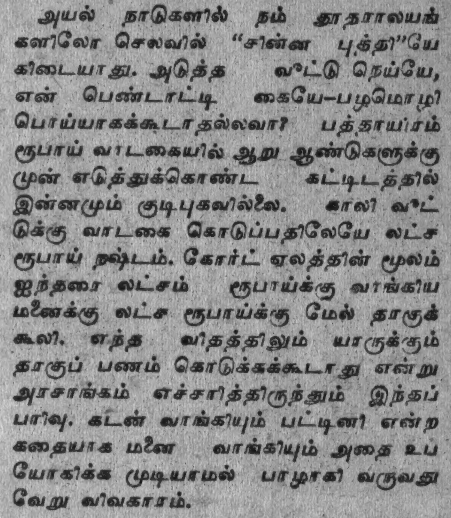 அயல் நாடுகளில் நம் தூதராலயங்
களிலோ செலவில் “சின்ன புத்தி”யே
கிடையாது. அடுத்த வீட்டு நெய்யே,
என் பெண்டாட்டி கையே—பழமொழி
பொய்யாகக்கூடாதல்லவா? பத்தாயிரம்
ரூபாய் வாடகையில் ஆறு ஆண்டுகளுக்கு
முன் எடுத்துக்கொண்ட கட்டிடத்தில்
இன்னமும் குடிபுகவில்லை. காலி வீட்
டுக்கு வாடகை கொடுப்பதிலேயே லட்ச
ரூபாய் நஷ்டம். கோர்ட் ஏலத்தின் மூலம்
ஐந்தரை லட்சம் ரூபாய்க்கு வாங்கிய
மனைக்கு லட்ச ரூபாய்க்கு மேல் தரகுக்
கூலி. எந்த விதத்திலும் யாருக்கும்
தரகுப் பணம் கொடுக்கக்கூடாது என்று
அரசாங்கம் எச்சரித்திருந்தும் இந்தப்
பரிவு. கடன் வாங்கியும் பட்டினி என்ற
கதையாக மனை வாங்கியும் அதை உப
யோகிக்க முடியாமல் பாழாகி வருவது
வேறு விவகாரம்.